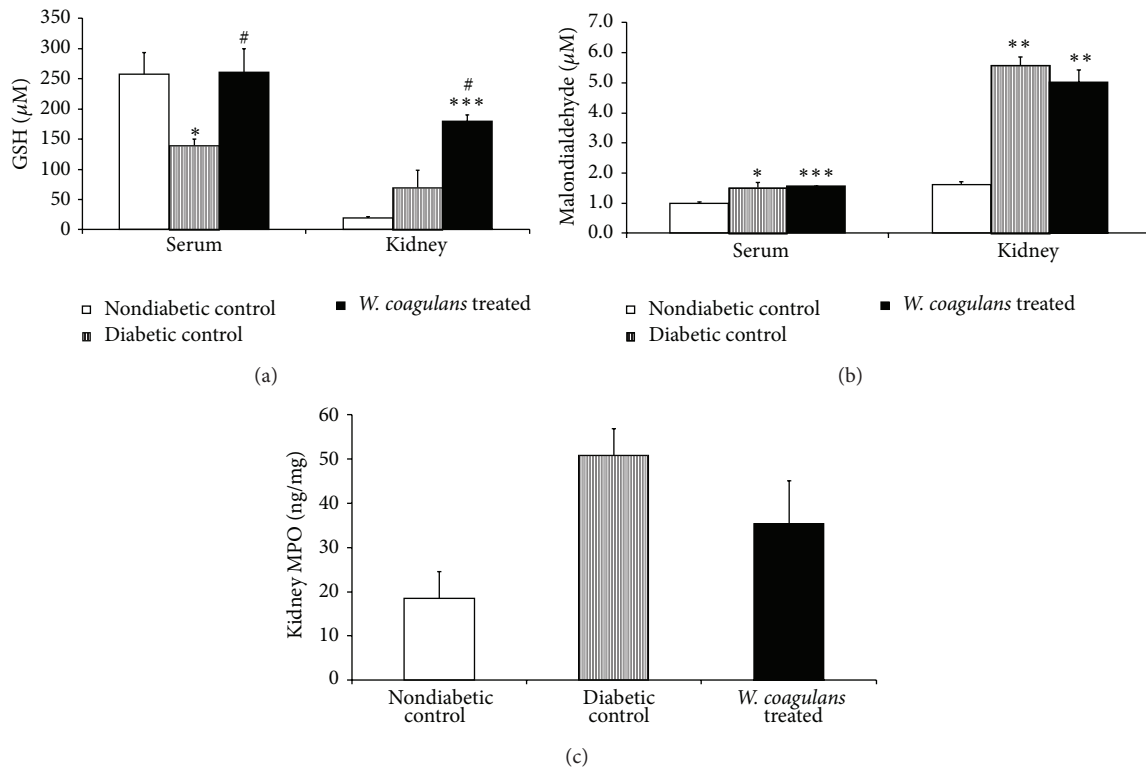 350
300
250
200
150
100
50
0
GSH (µM)
#
*
#
***
Serum
Kidney
Nondiabetic control
Diabetic control
W. coagulans treated
(a)
7.0
6.0
5.0
4.0
3.0
2.0
1.0
0.0
Malondialdehyde (µM)
*
***
**
**
Serum
Kidney
Nondiabetic control
Diabetic control
W. coagulans treated
(b)
60
50
40
30
20
10
0
Kidney MPO (ng/mg)
Nondiabetic
control
Diabetic
control
W. coagulans
treated
(c)